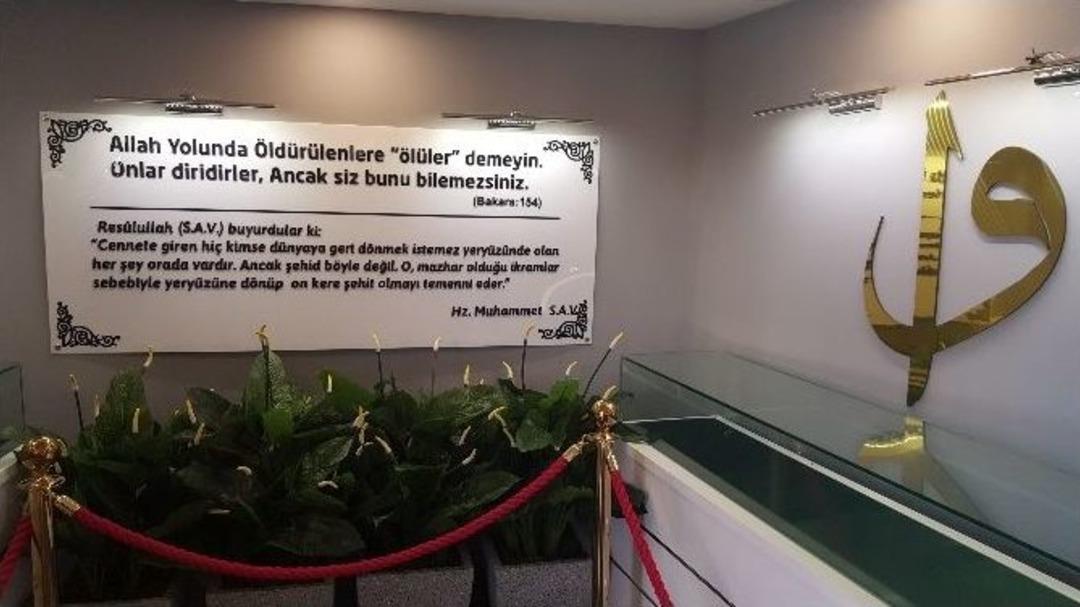 Allah Yolunda Öldürülenlere "ölüler" demeyin.
Onlar diridirler, Ancak siz bunu bilemezsiniz.
(Bakara:154)
Resûlullah (S.A.V.) buyurdular ki:
"Cennete giren hiç kimse dünyaya geri dönmek istemez yeryüzünde olan
her şey orada vardır. Ancak şehid böyle değil. O, mazhar olduğu ikramlar
sebebiyle yeryüzüne dönüp on kere şehit olmayı temenni eder."
Hz. Muhammet S.A.V.